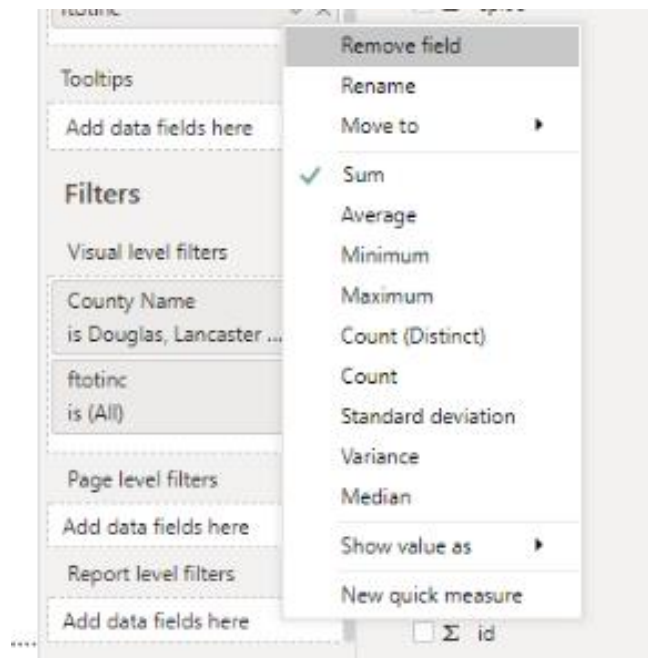 ftotinc
Remove field
Tooltips
Rename
Add data fields here
Move to
Sum
Filters
Average
Visual level filters
Minimum
County Name
Maximum
is Douglas, Lancaster ...
Count (Distinct)
ftotinc
Count
is (All)
Standard deviation
Variance
Page level filters
Median
Add data fields here
Show value as
Report level filters
New quick measure
Add data fields here
Σ id